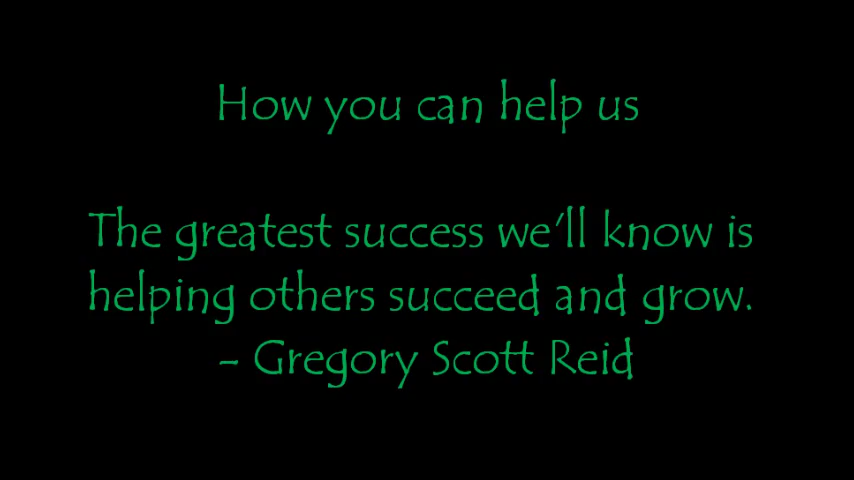 How you can help us
The greatest success we'll know is
helping others succeed and grow.
- Gregory Scott Reid